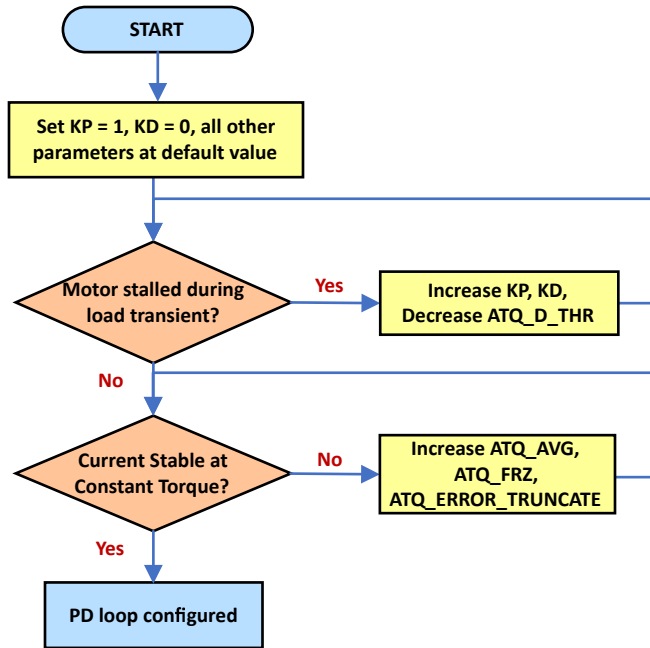 START
Set KP = 1, KD = 0, all other
parameters at default value
Motor stalled during
load transient?
Yes
Increase KP, KD,
Decrease ATQ_D_THR
No
Current Stable at
Constant Torque?
No
Increase ATQ_AVG,
ATQ_FRZ,
ATQ_ERROR_TRUNCATE
Yes
PD loop configured